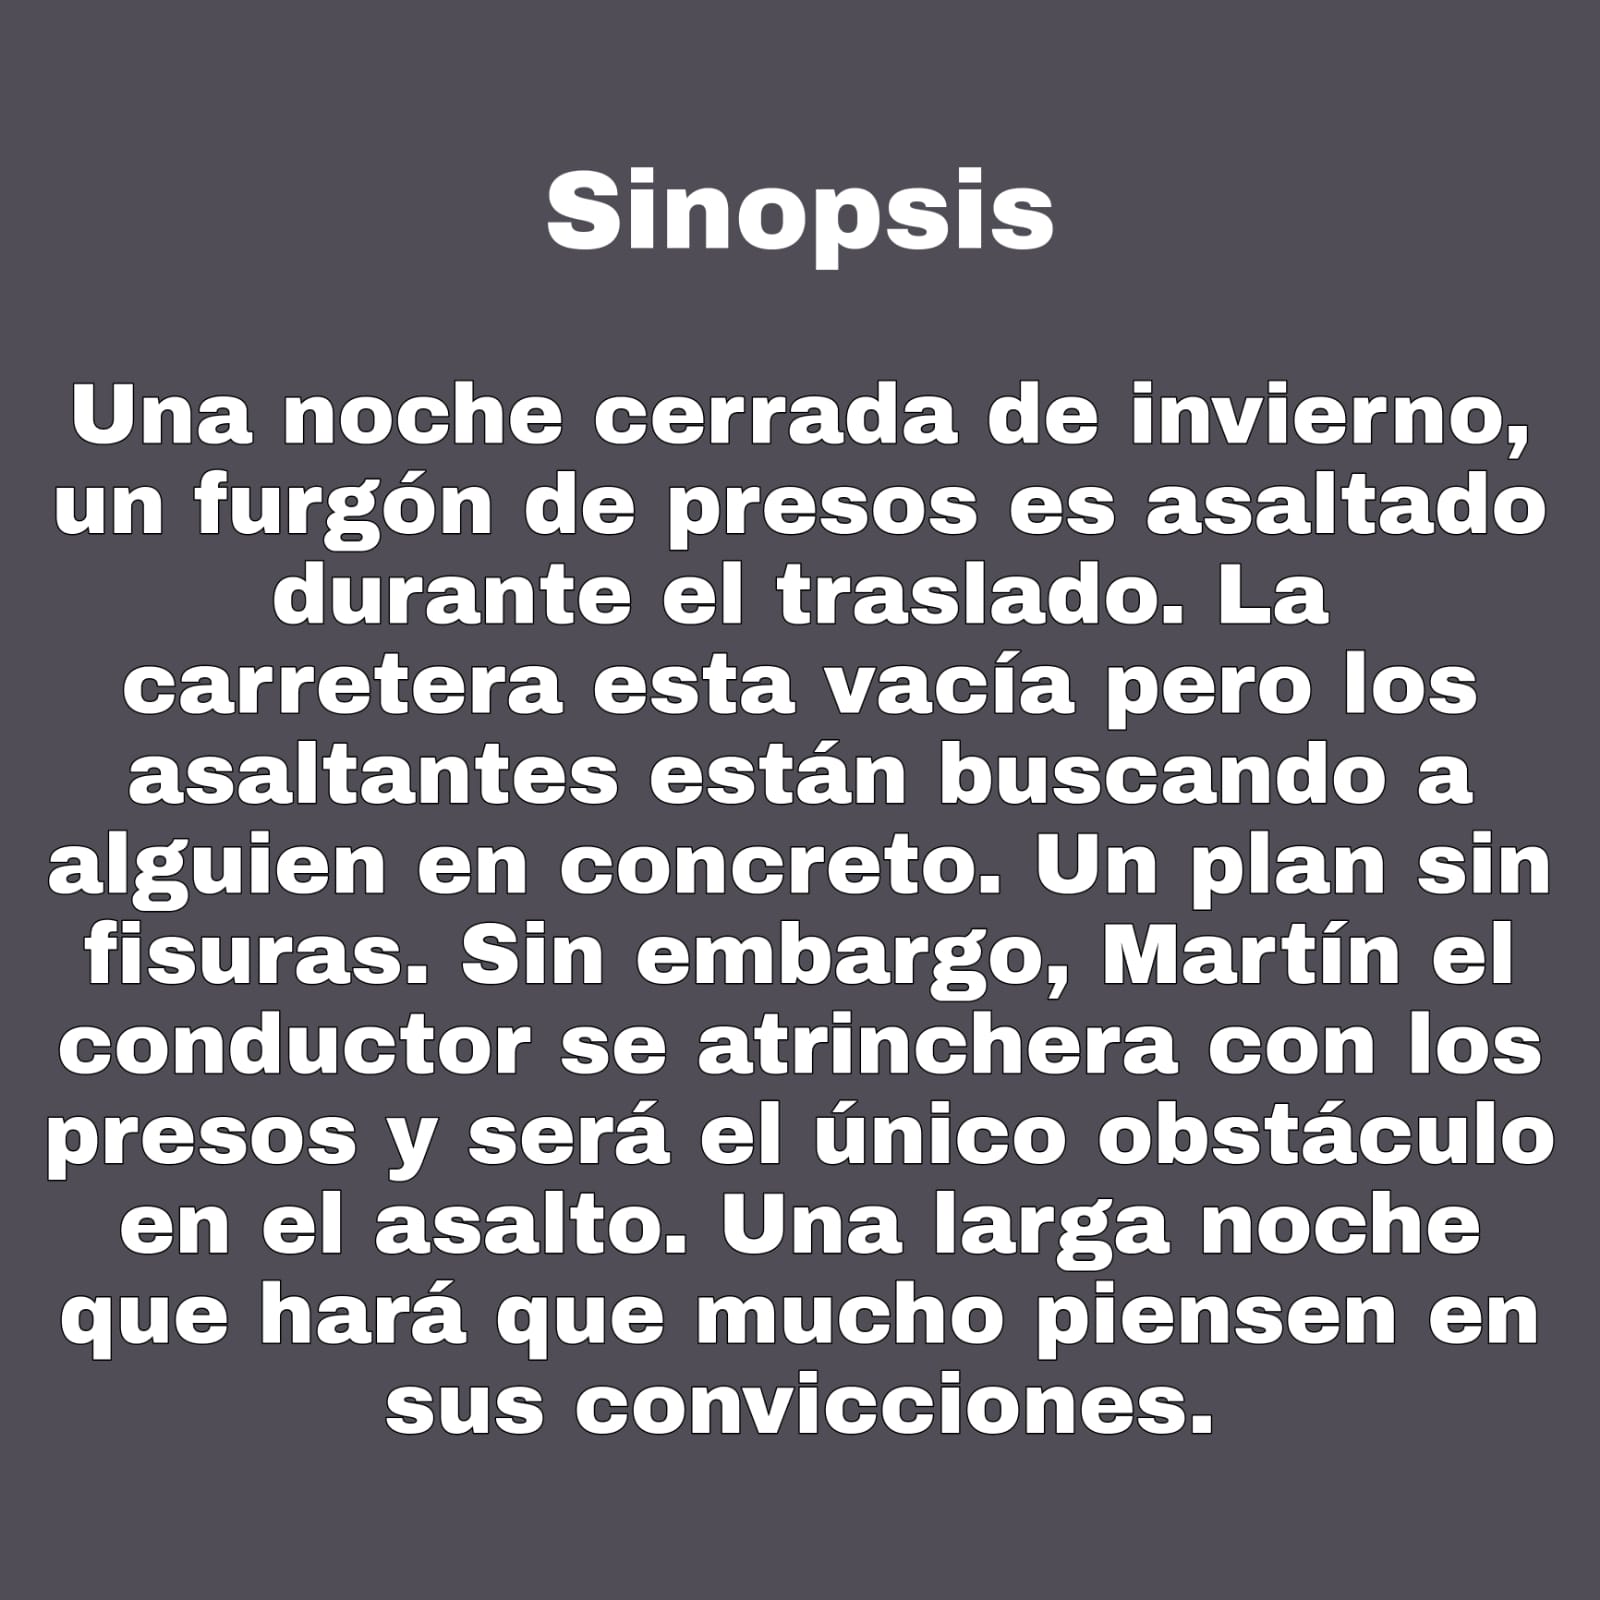 Sinopsis
Una noche cerrada de invierno,
un furgón de presos es asaltado
durante el traslado. La
carretera esta vacía pero los
asaltantes están buscando a
alguien en concreto. Un plan sin
fisuras. Sin embargo, Martín el
conductor se atrinchera con los
presos y será el único obstáculo
en el asalto. Una larga noche
que hará que mucho piensen en
sus convicciones.